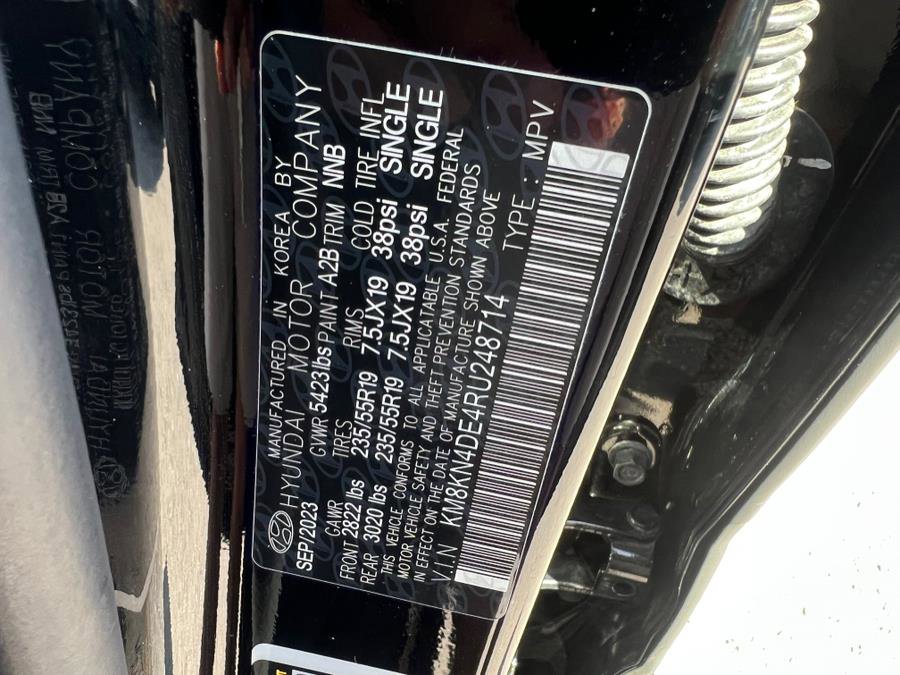 MANUFACTURED IN KOREA BY
HYUNDAI MOTOR COMPANY
SEP/2023 GVWR 5423 lbs PAINT A2B TRIM NNB
GAWR TIRES RIMS COLD TIRE INFL
FRONT 2822 lbs 235/55R19 7.5JX19 38psi SINGLE
REAR 3020 lbs 235/55R19 7.5JX19 38psi SINGLE
THIS VEHICLE CONFORMS TO ALL APPLICATABLE U.S.A. FEDERAL
MOTOR VEHICLE SAFETY AND THEFT PREVENTION STANDARDS
IN EFFECT ON THE DATE OF MANUFACTURE SHOWN ABOVE
V.I.N KM8KN4DE4RU248714 TYPE : MPV